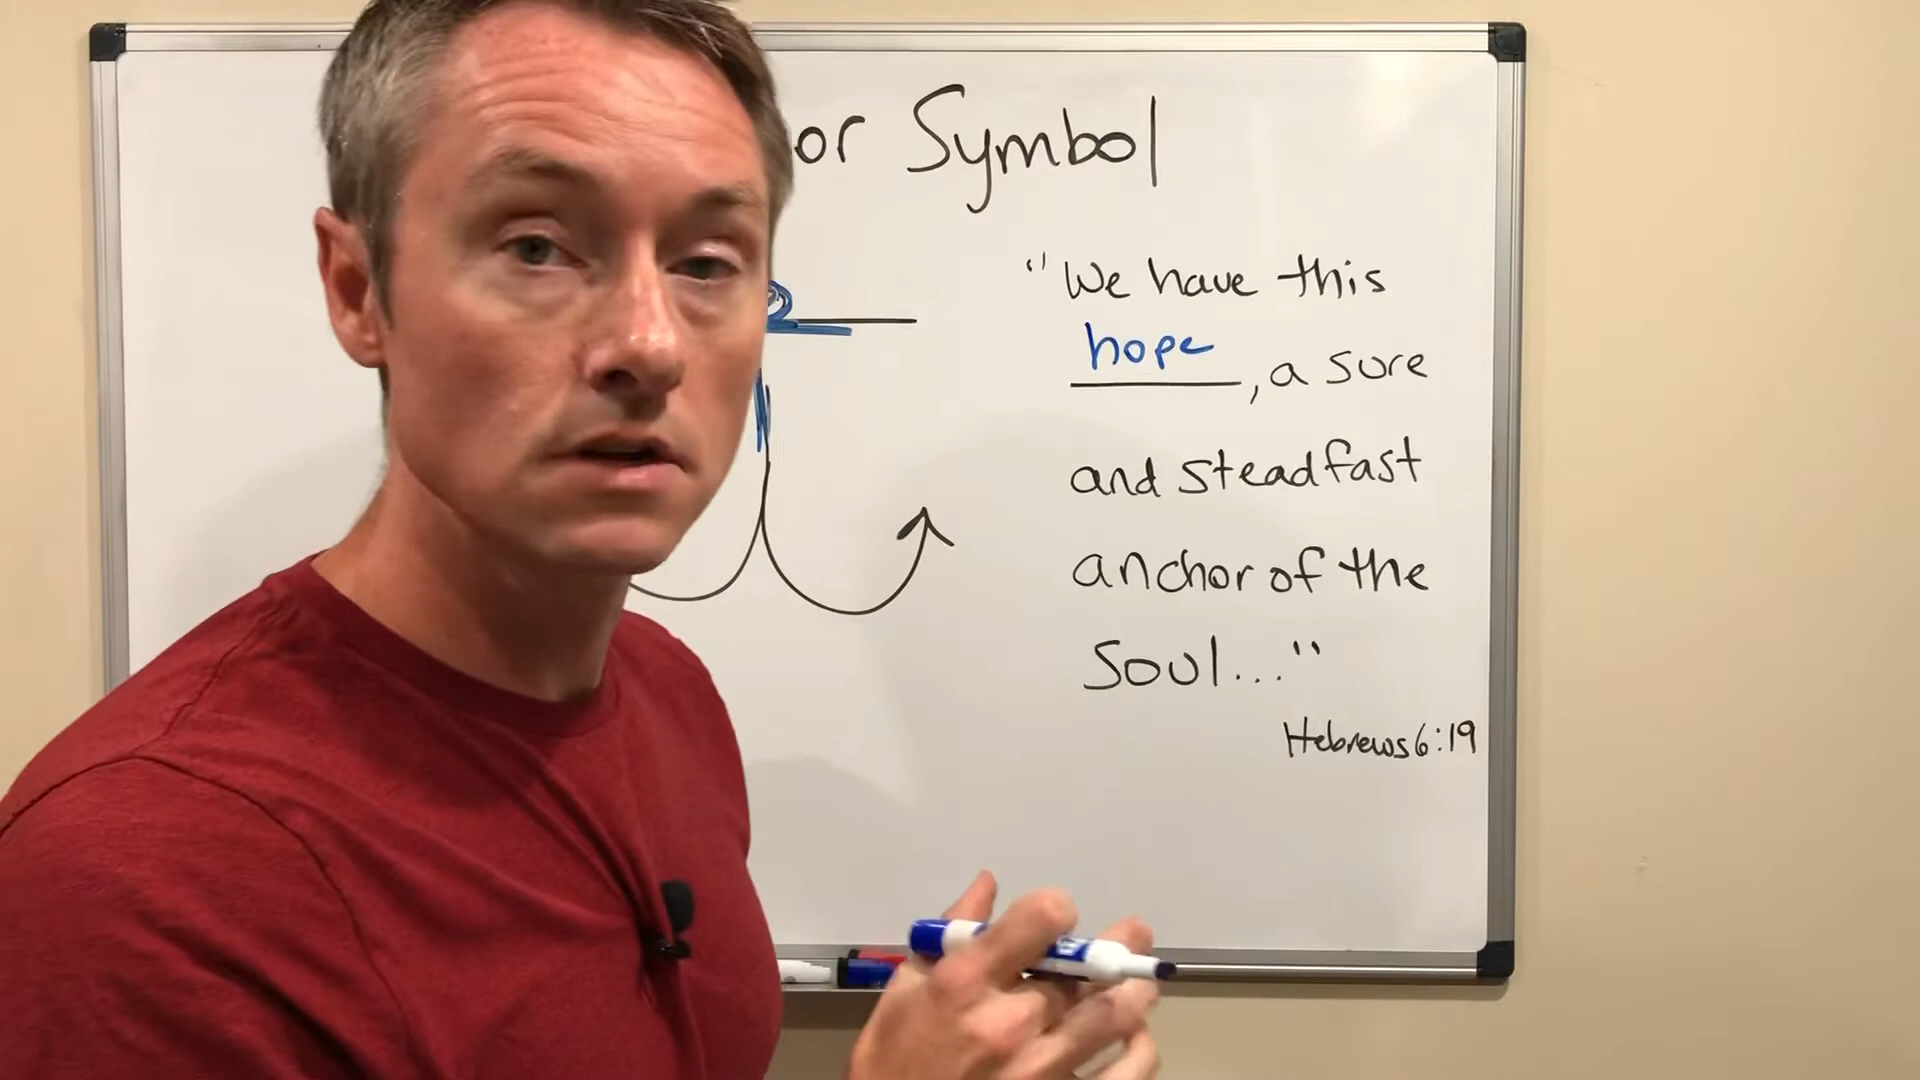 or Symbol
"We have this
hope, a sure
and steadfast
anchor of the
Soul..."
Hebrews 6:19